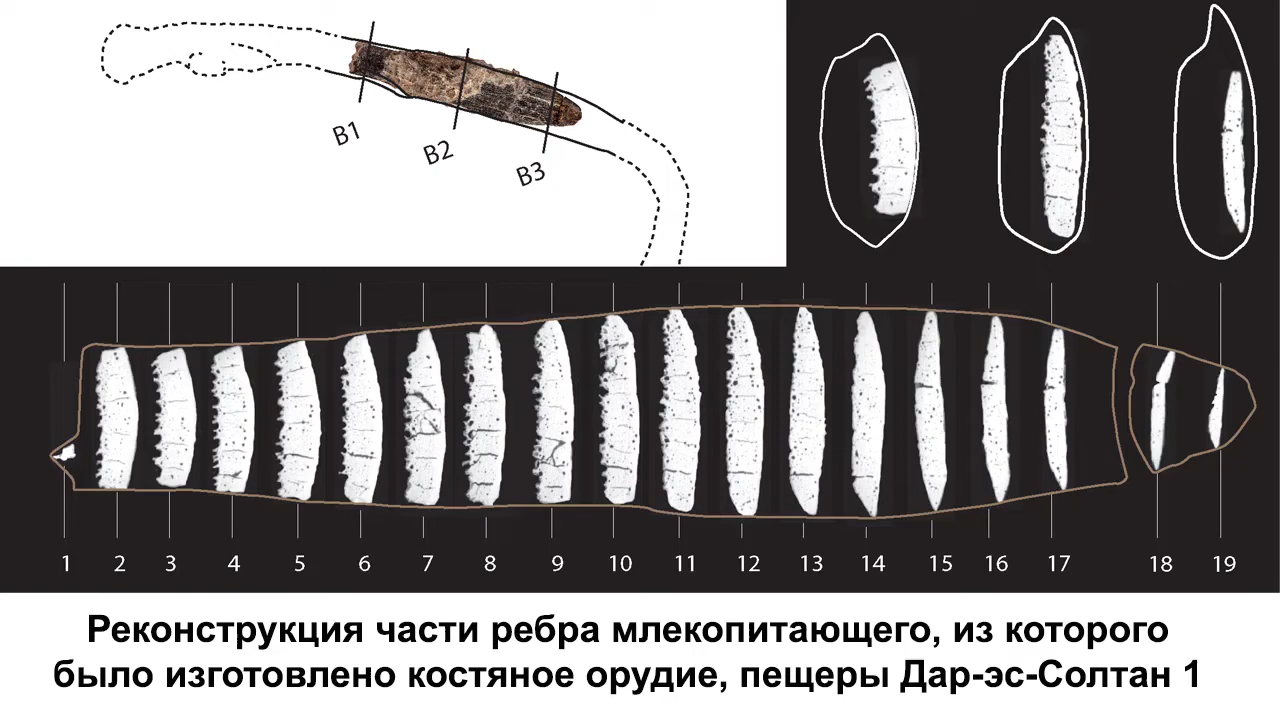 B1
B2
B3
1 2 3 4 5 6 7 8 9 10 11 12 13 14 15 16 17 18 19
Реконструкция части ребра млекопитающего, из которого
было изготовлено костяное орудие, пещеры Дар-эс-Солтан 1